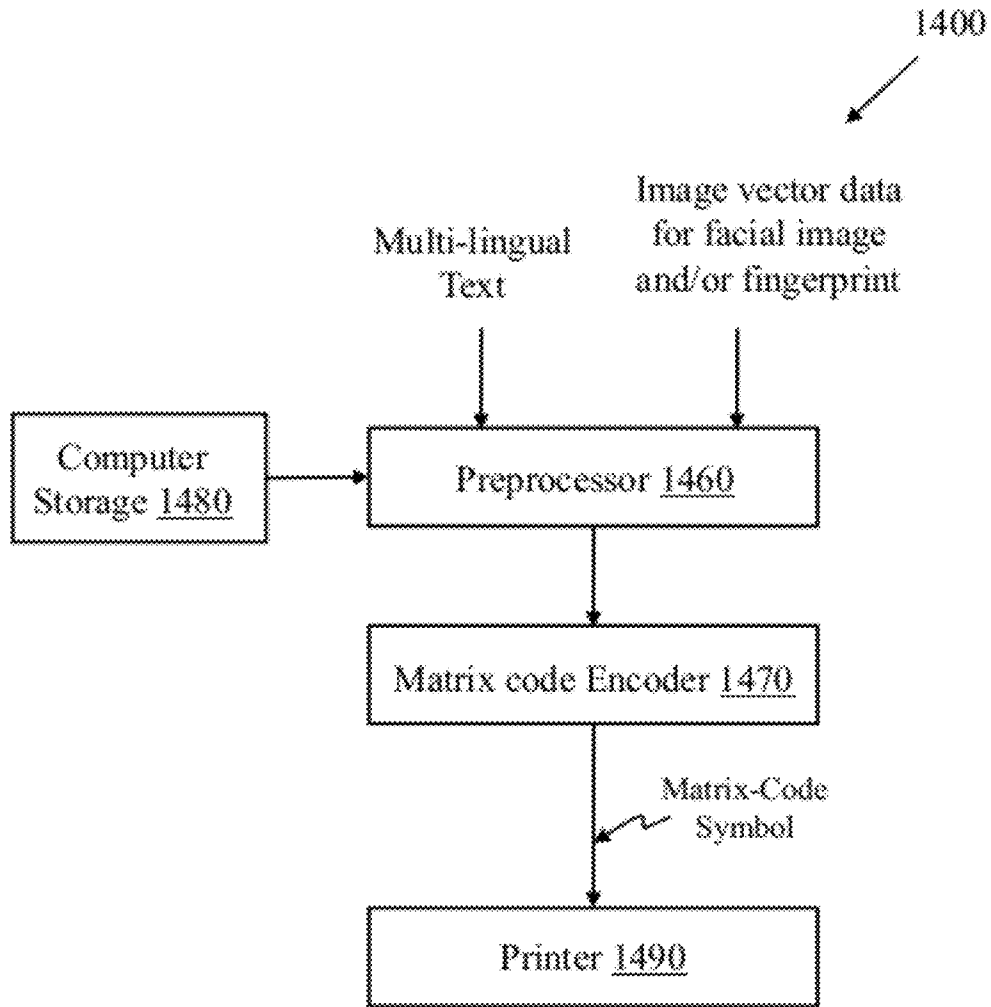 1400
Multi-lingual
Text
Image vector data
for facial image
and/or fingerprint
Computer
Storage 1480
Preprocessor 1460
Matrix code Encoder 1470
Matrix-Code
Symbol
Printer 1490